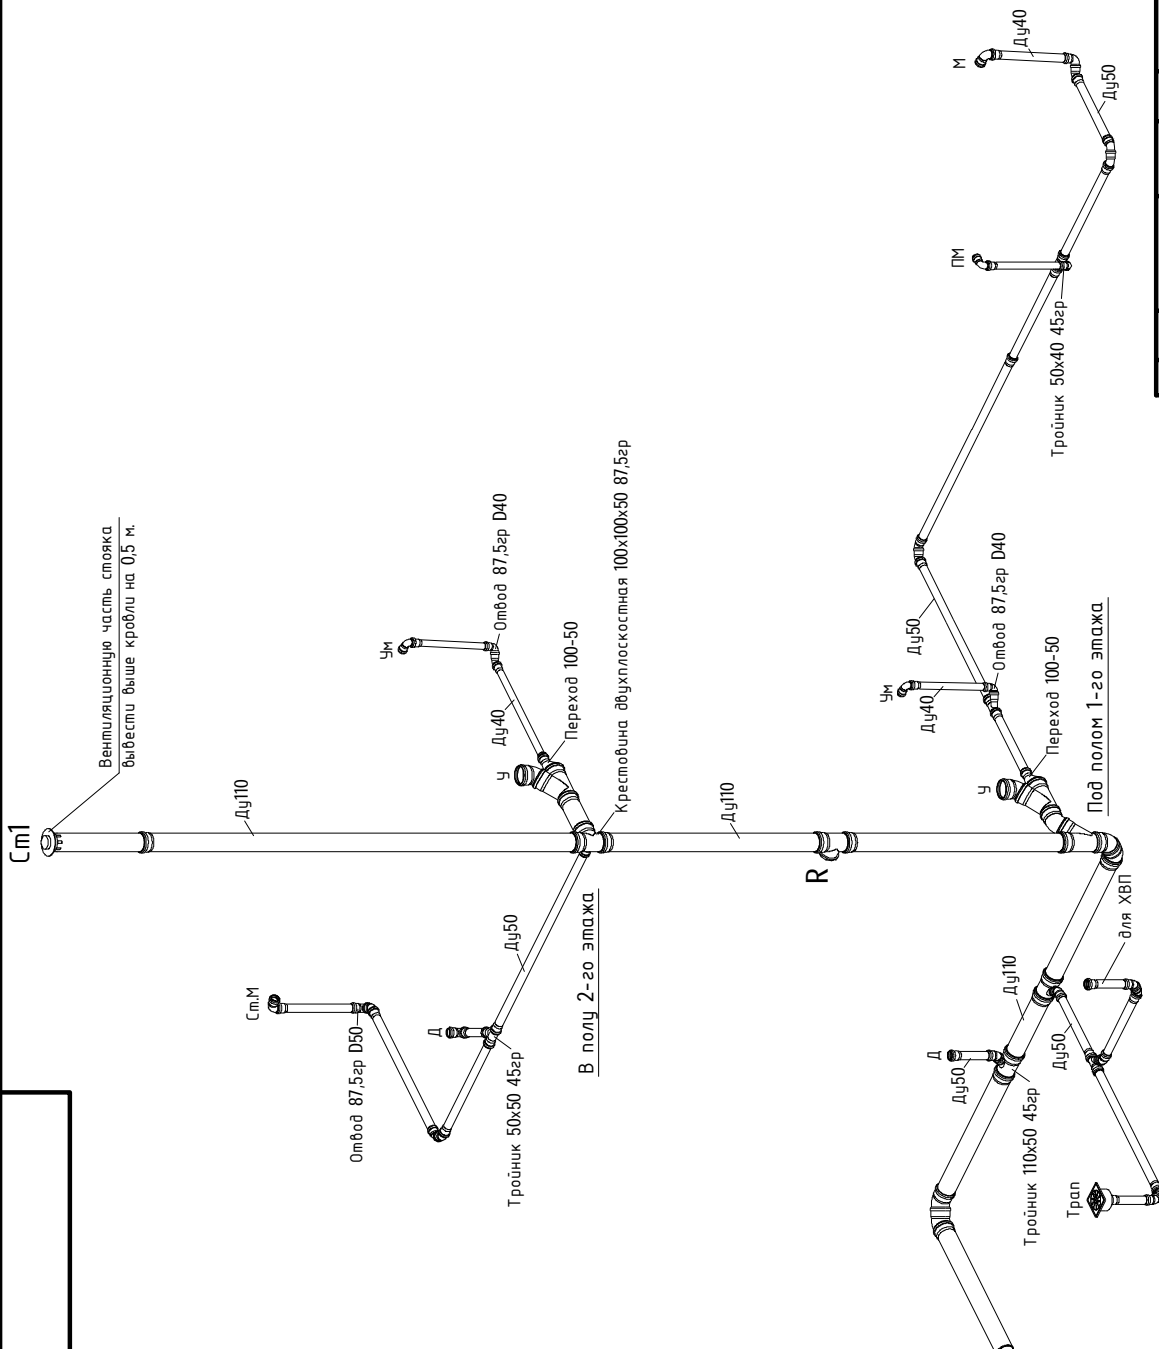 Ст1
Вентиляционную часть стояка
вывести выше кровли на 0,5 м.
Ду110
М
Ду40
Ду50
ПМ
Тройник 50х40 45гр
Ум
Отвод 87,5гр D40
Ду40
У
Переход 100-50
Крестовина двухплоскостная 100х100х50 87,5гр
Ст.М
Отвод 87,5гр D50
Д
Ду50
Тройник 50х50 45гр
В полу 2-го этажа
Ду110
R
Ду50
Отвод 87,5гр D40
Ум
Ду40
У
Переход 100-50
Под полом 1-го этажа
для ХВП
Ду110
Ду50
Д
Ду50
Тройник 110х50 45гр
Трап